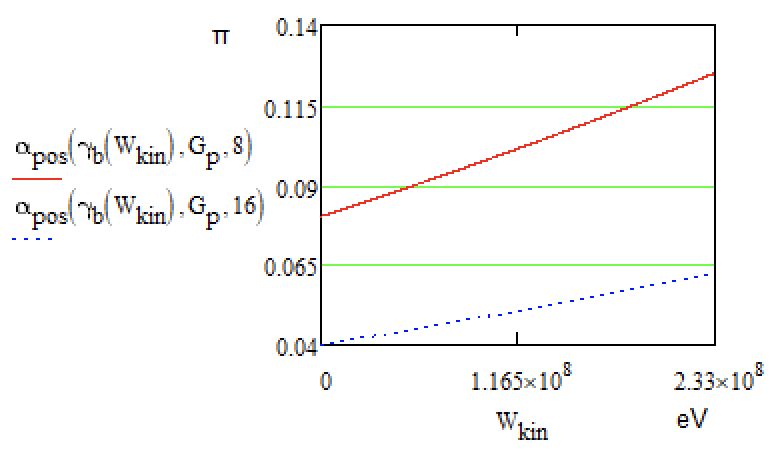 π
0.14
0.115
0.09
0.065
0.04
α_pos(γ_b(W_kin),G_p,8)
α_pos(γ_b(W_kin),G_p,16)
0 1.165×10^8 2.33×10^8
W_kin eV